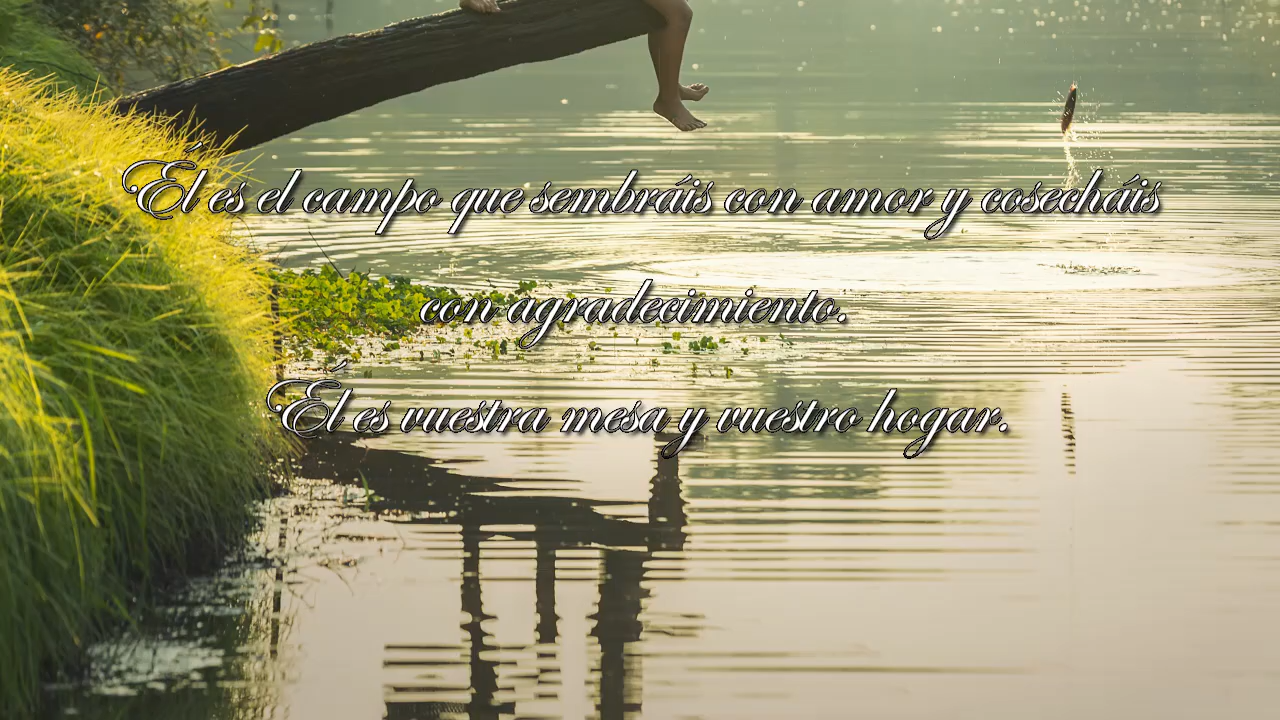 Él es el campo que sembráis con amor y cosecháis
con agradecimiento.
Él es vuestra mesa y vuestro hogar.